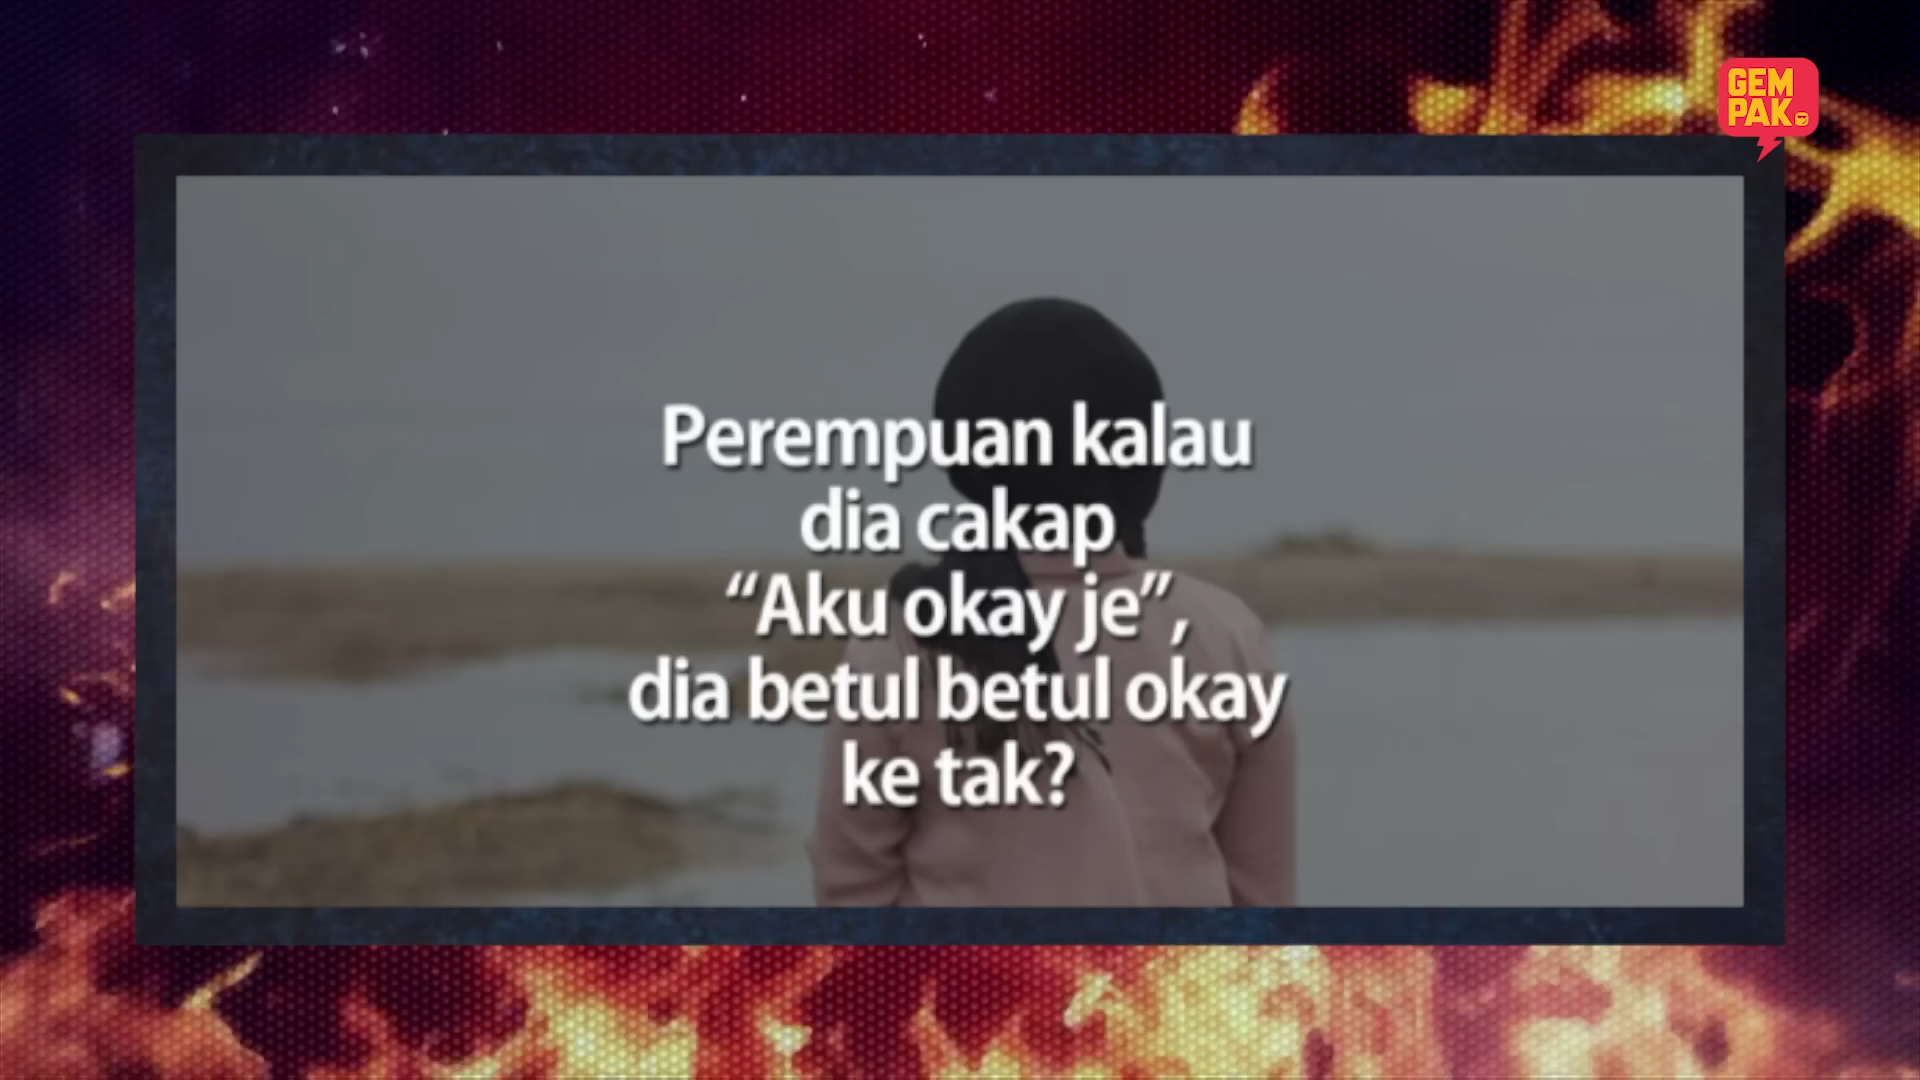 GEM
PAK
Perempuan kalau
dia cakap
“Aku okay je”,
dia betul betul okay
ke tak?